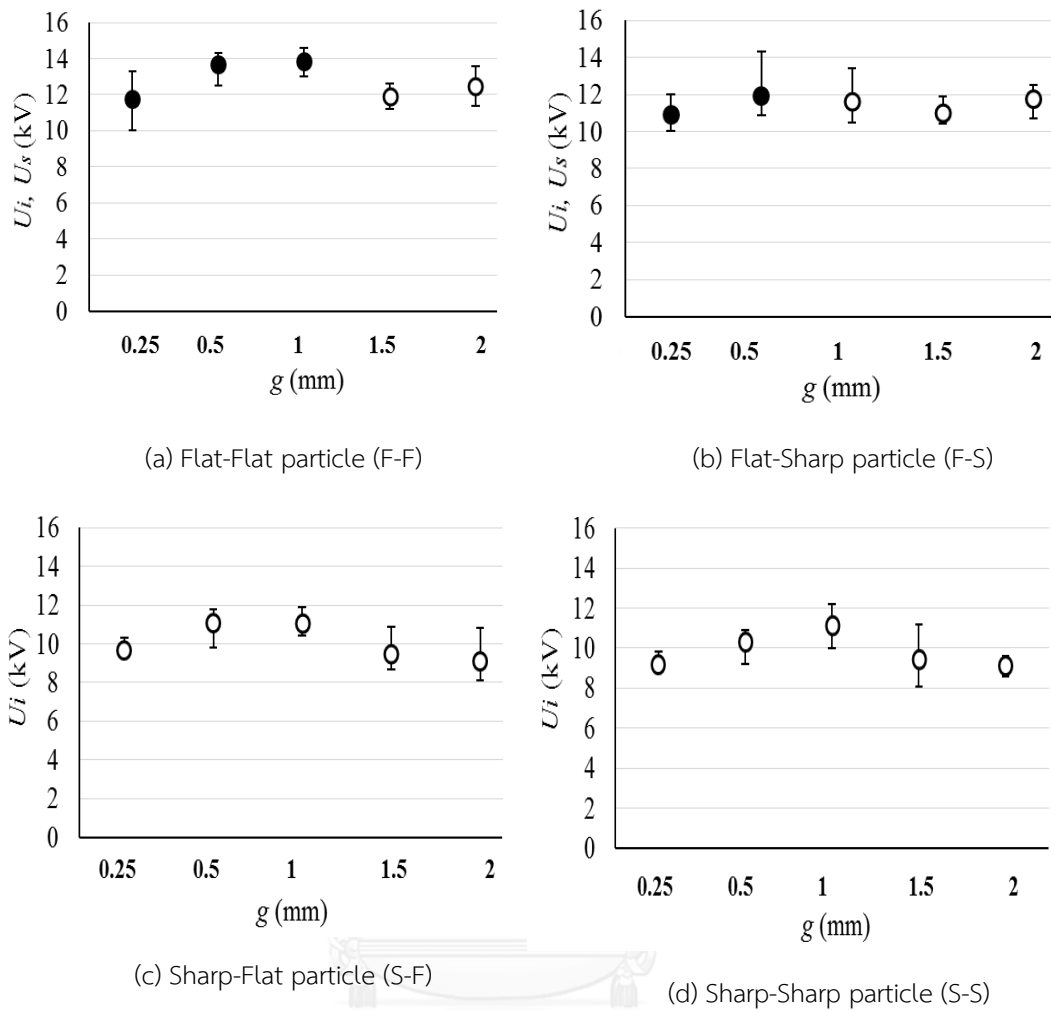 16
14
12
10
8
6
4
2
0
Ui, Us (kV)
0.25 0.5 1 1.5 2
g (mm)
(a) Flat-Flat particle (F-F)
16
14
12
10
8
6
4
2
0
Ui, Us (kV)
0.25 0.5 1 1.5 2
g (mm)
(b) Flat-Sharp particle (F-S)
16
14
12
10
8
6
4
2
0
Ui (kV)
0.25 0.5 1 1.5 2
g (mm)
(c) Sharp-Flat particle (S-F)
16
14
12
10
8
6
4
2
0
Ui (kV)
0.25 0.5 1 1.5 2
g (mm)
(d) Sharp-Sharp particle (S-S)